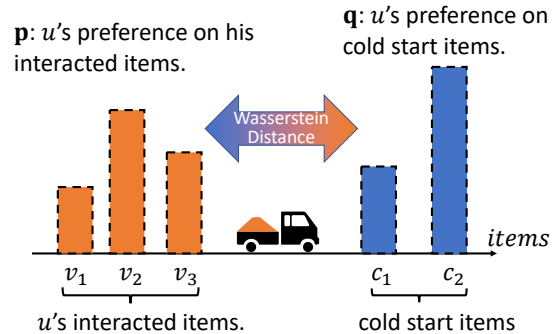 p: u's preference on his
interacted items.
q: u's preference on
cold start items.
Wasserstein
Distance
items
v₁ v₂ v₃ c₁ c₂
u's interacted items. cold start items